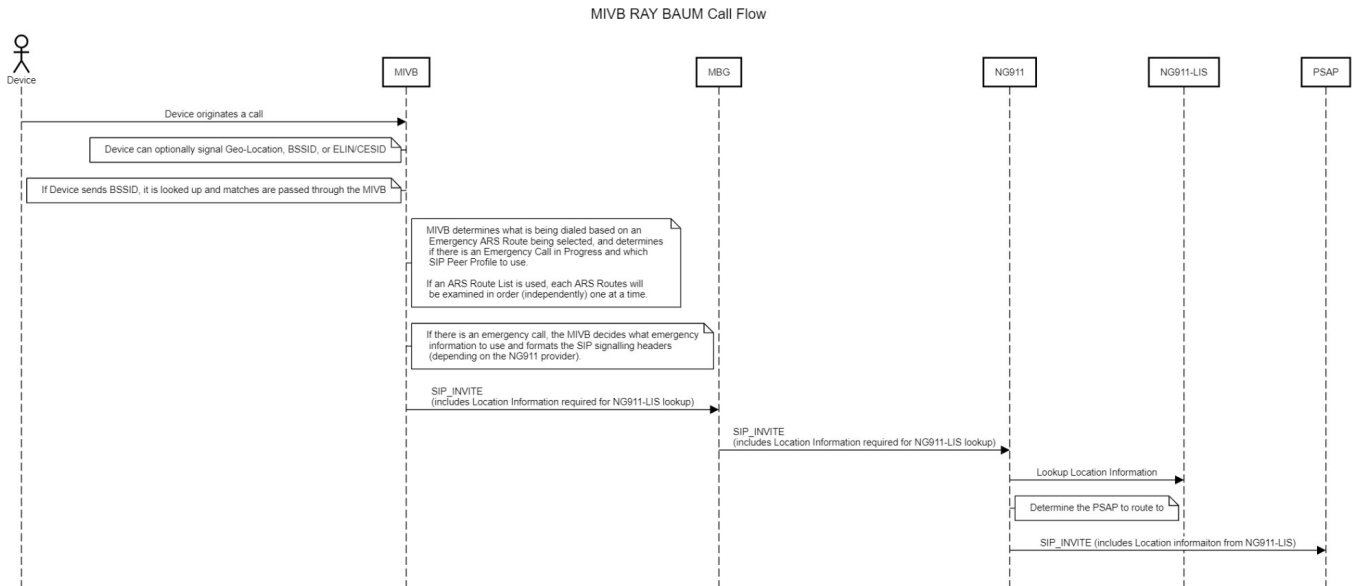 MIVB RAY BAUM Call Flow
Device
MIVB
MBG
NG911
NG911-LIS
PSAP
Device originates a call
Device can optionally signal Geo-Location, BSSID, or ELIN/CESID
If Device sends BSSID, it is looked up and matches are passed through the MIVB
MIVB determines what is being dialed based on an
Emergency ARS Route being selected, and determines
if there is an Emergency Call in Progress and which
SIP Peer Profile to use.
If an ARS Route List is used, each ARS Routes will
be examined in order (independently) one at a time.
If there is an emergency call, the MIVB decides what emergency
information to use and formats the SIP signalling headers
(depending on the NG911 provider).
SIP_INVITE
(includes Location Information required for NG911-LIS lookup)
SIP_INVITE
(includes Location Information required for NG911-LIS lookup)
Lookup Location Information
Determine the PSAP to route to
SIP_INVITE (includes Location informaiton from NG911-LIS)